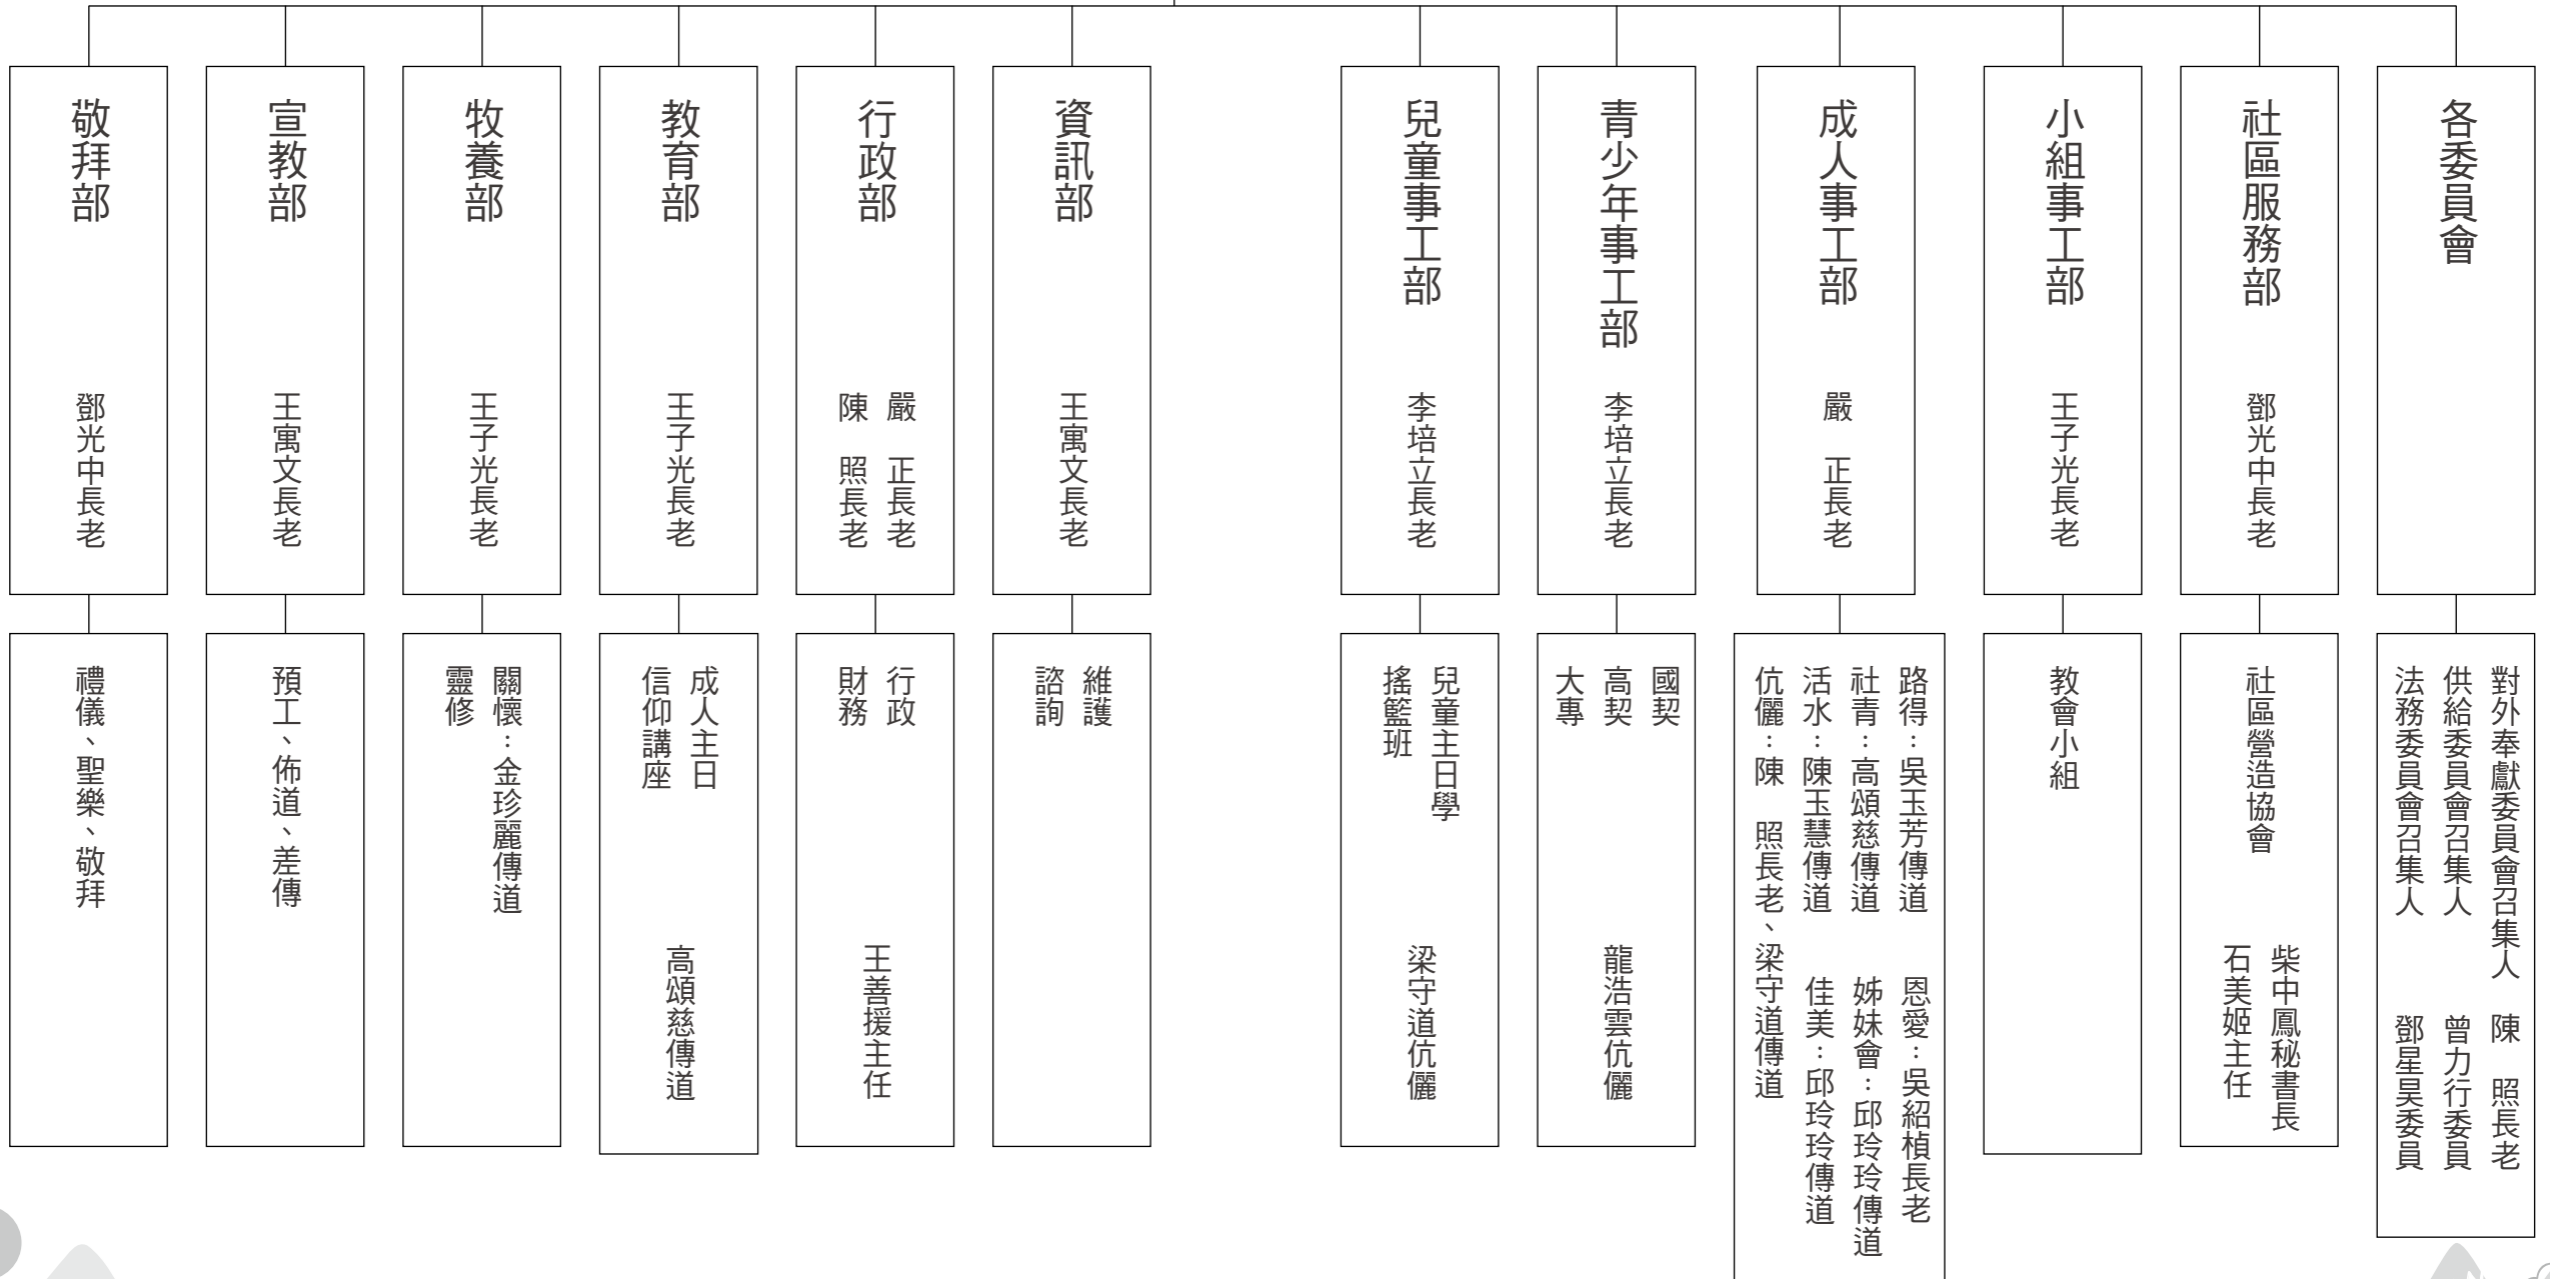 敬拜部
鄧光中長老
禮儀、聖樂、敬拜
宣教部
王寓文長老
預工、佈道、差傳
牧養部
王子光長老
關懷：金珍麗傳道
靈修
教育部
王子光長老
成人主日
信仰講座
高頌慈傳道
行政部
嚴　正長老
陳　照長老
行政
財務
王善援主任
資訊部
王寓文長老
維護
諮詢
兒童事工部
李培立長老
兒童主日學
搖籃班
梁守道伉儷
青少年事工部
李培立長老
國契
高契
大專
龍浩雲伉儷
成人事工部
嚴　正長老
路得：吳玉芳傳道　恩愛：吳紹楨長老
社青：高頌慈傳道　姊妹會：邱玲玲傳道
活水：陳玉慧傳道　佳美：邱玲玲傳道
伉儷：陳　照長老、梁守道傳道
小組事工部
王子光長老
教會小組
社區服務部
鄧光中長老
社區營造協會
柴中鳳秘書長
石美姬主任
各委員會
對外奉獻委員會召集人　陳　照長老
供給委員會召集人　曾力行委員
法務委員會召集人　鄧星昊委員